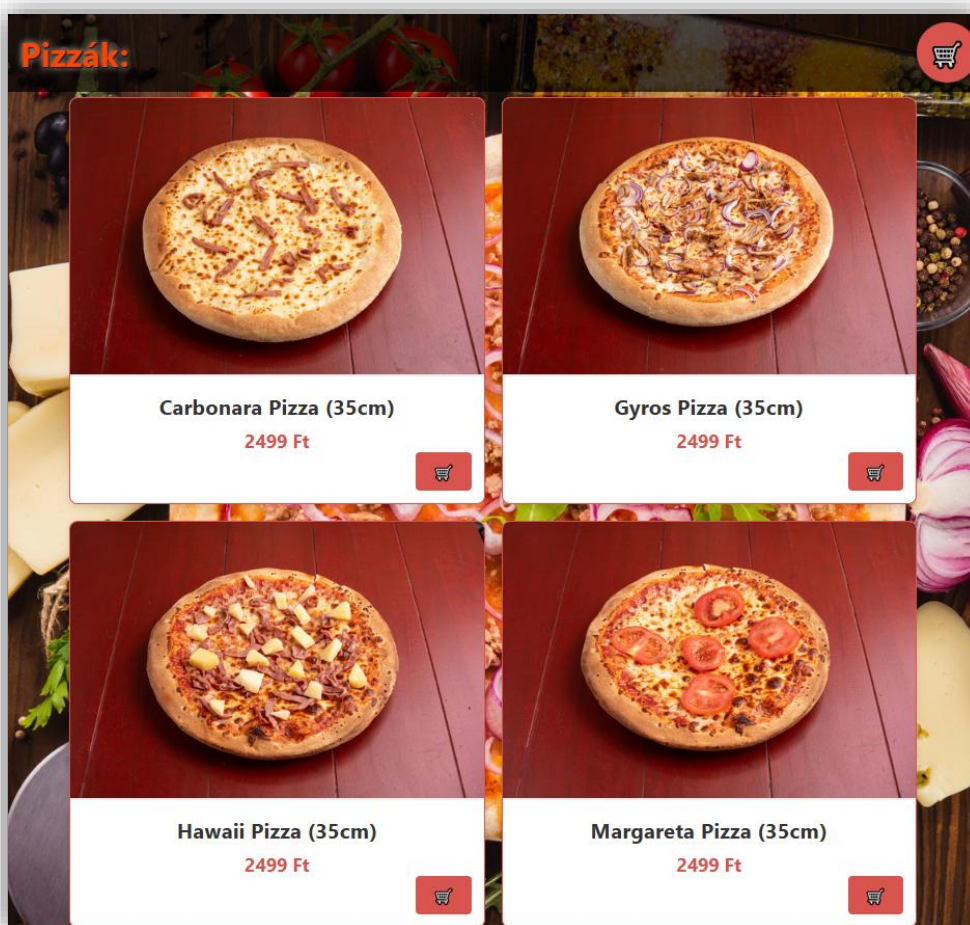 Pizzák:
Carbonara Pizza (35cm)
2499 Ft
Gyros Pizza (35cm)
2499 Ft
Hawaii Pizza (35cm)
2499 Ft
Margareta Pizza (35cm)
2499 Ft